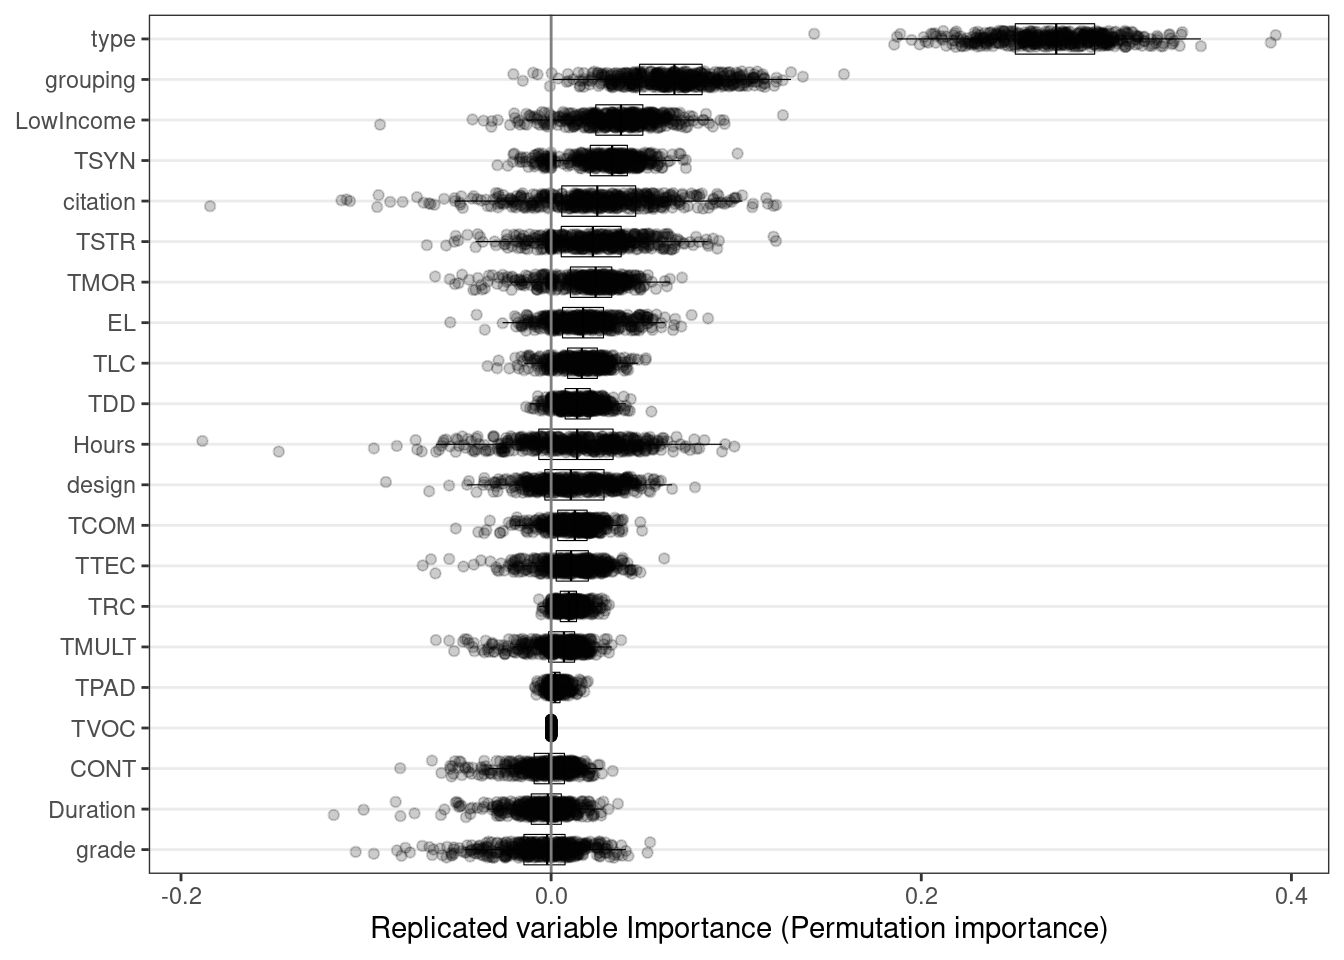 type
grouping
LowIncome
TSYN
citation
TSTR
TMOR
EL
TLC
TDD
Hours
design
TCOM
TTEC
TRC
TMULT
TPAD
TVOC
CONT
Duration
grade
-0.2 0.0 0.2 0.4
Replicated variable Importance (Permutation importance)